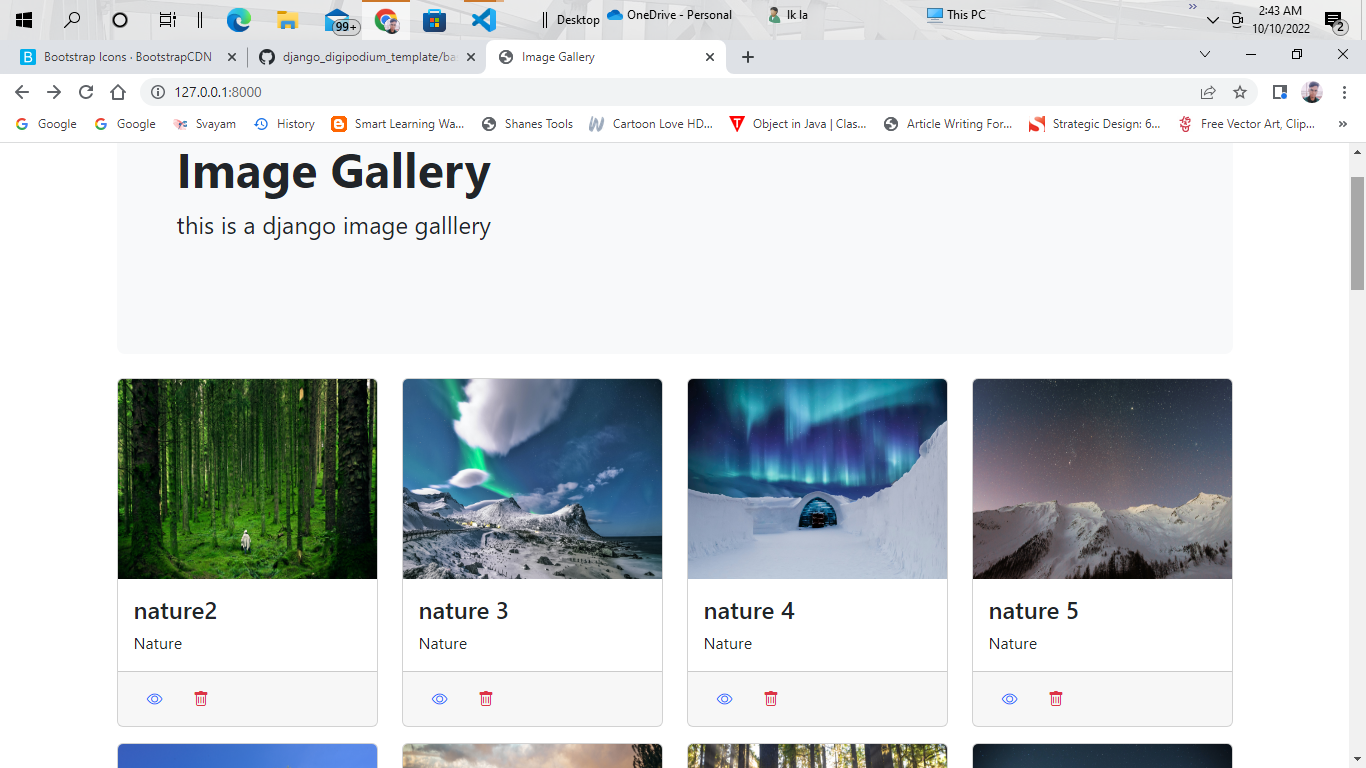 99+
Desktop
OneDrive - Personal
lk la
This PC
»
2:43 AM
10/10/2022
2
Bootstrap Icons · BootstrapCDN
django_digipodium_template/ba
Image Gallery
127.0.0.1:8000
Google
Google
Svayam
History
Smart Learning Wa...
Shanes Tools
Cartoon Love HD...
Object in Java | Clas...
Article Writing For...
Strategic Design: 6...
Free Vector Art, Clip...
»
Image Gallery
this is a django image galllery
nature2
Nature
nature 3
Nature
nature 4
Nature
nature 5
Nature